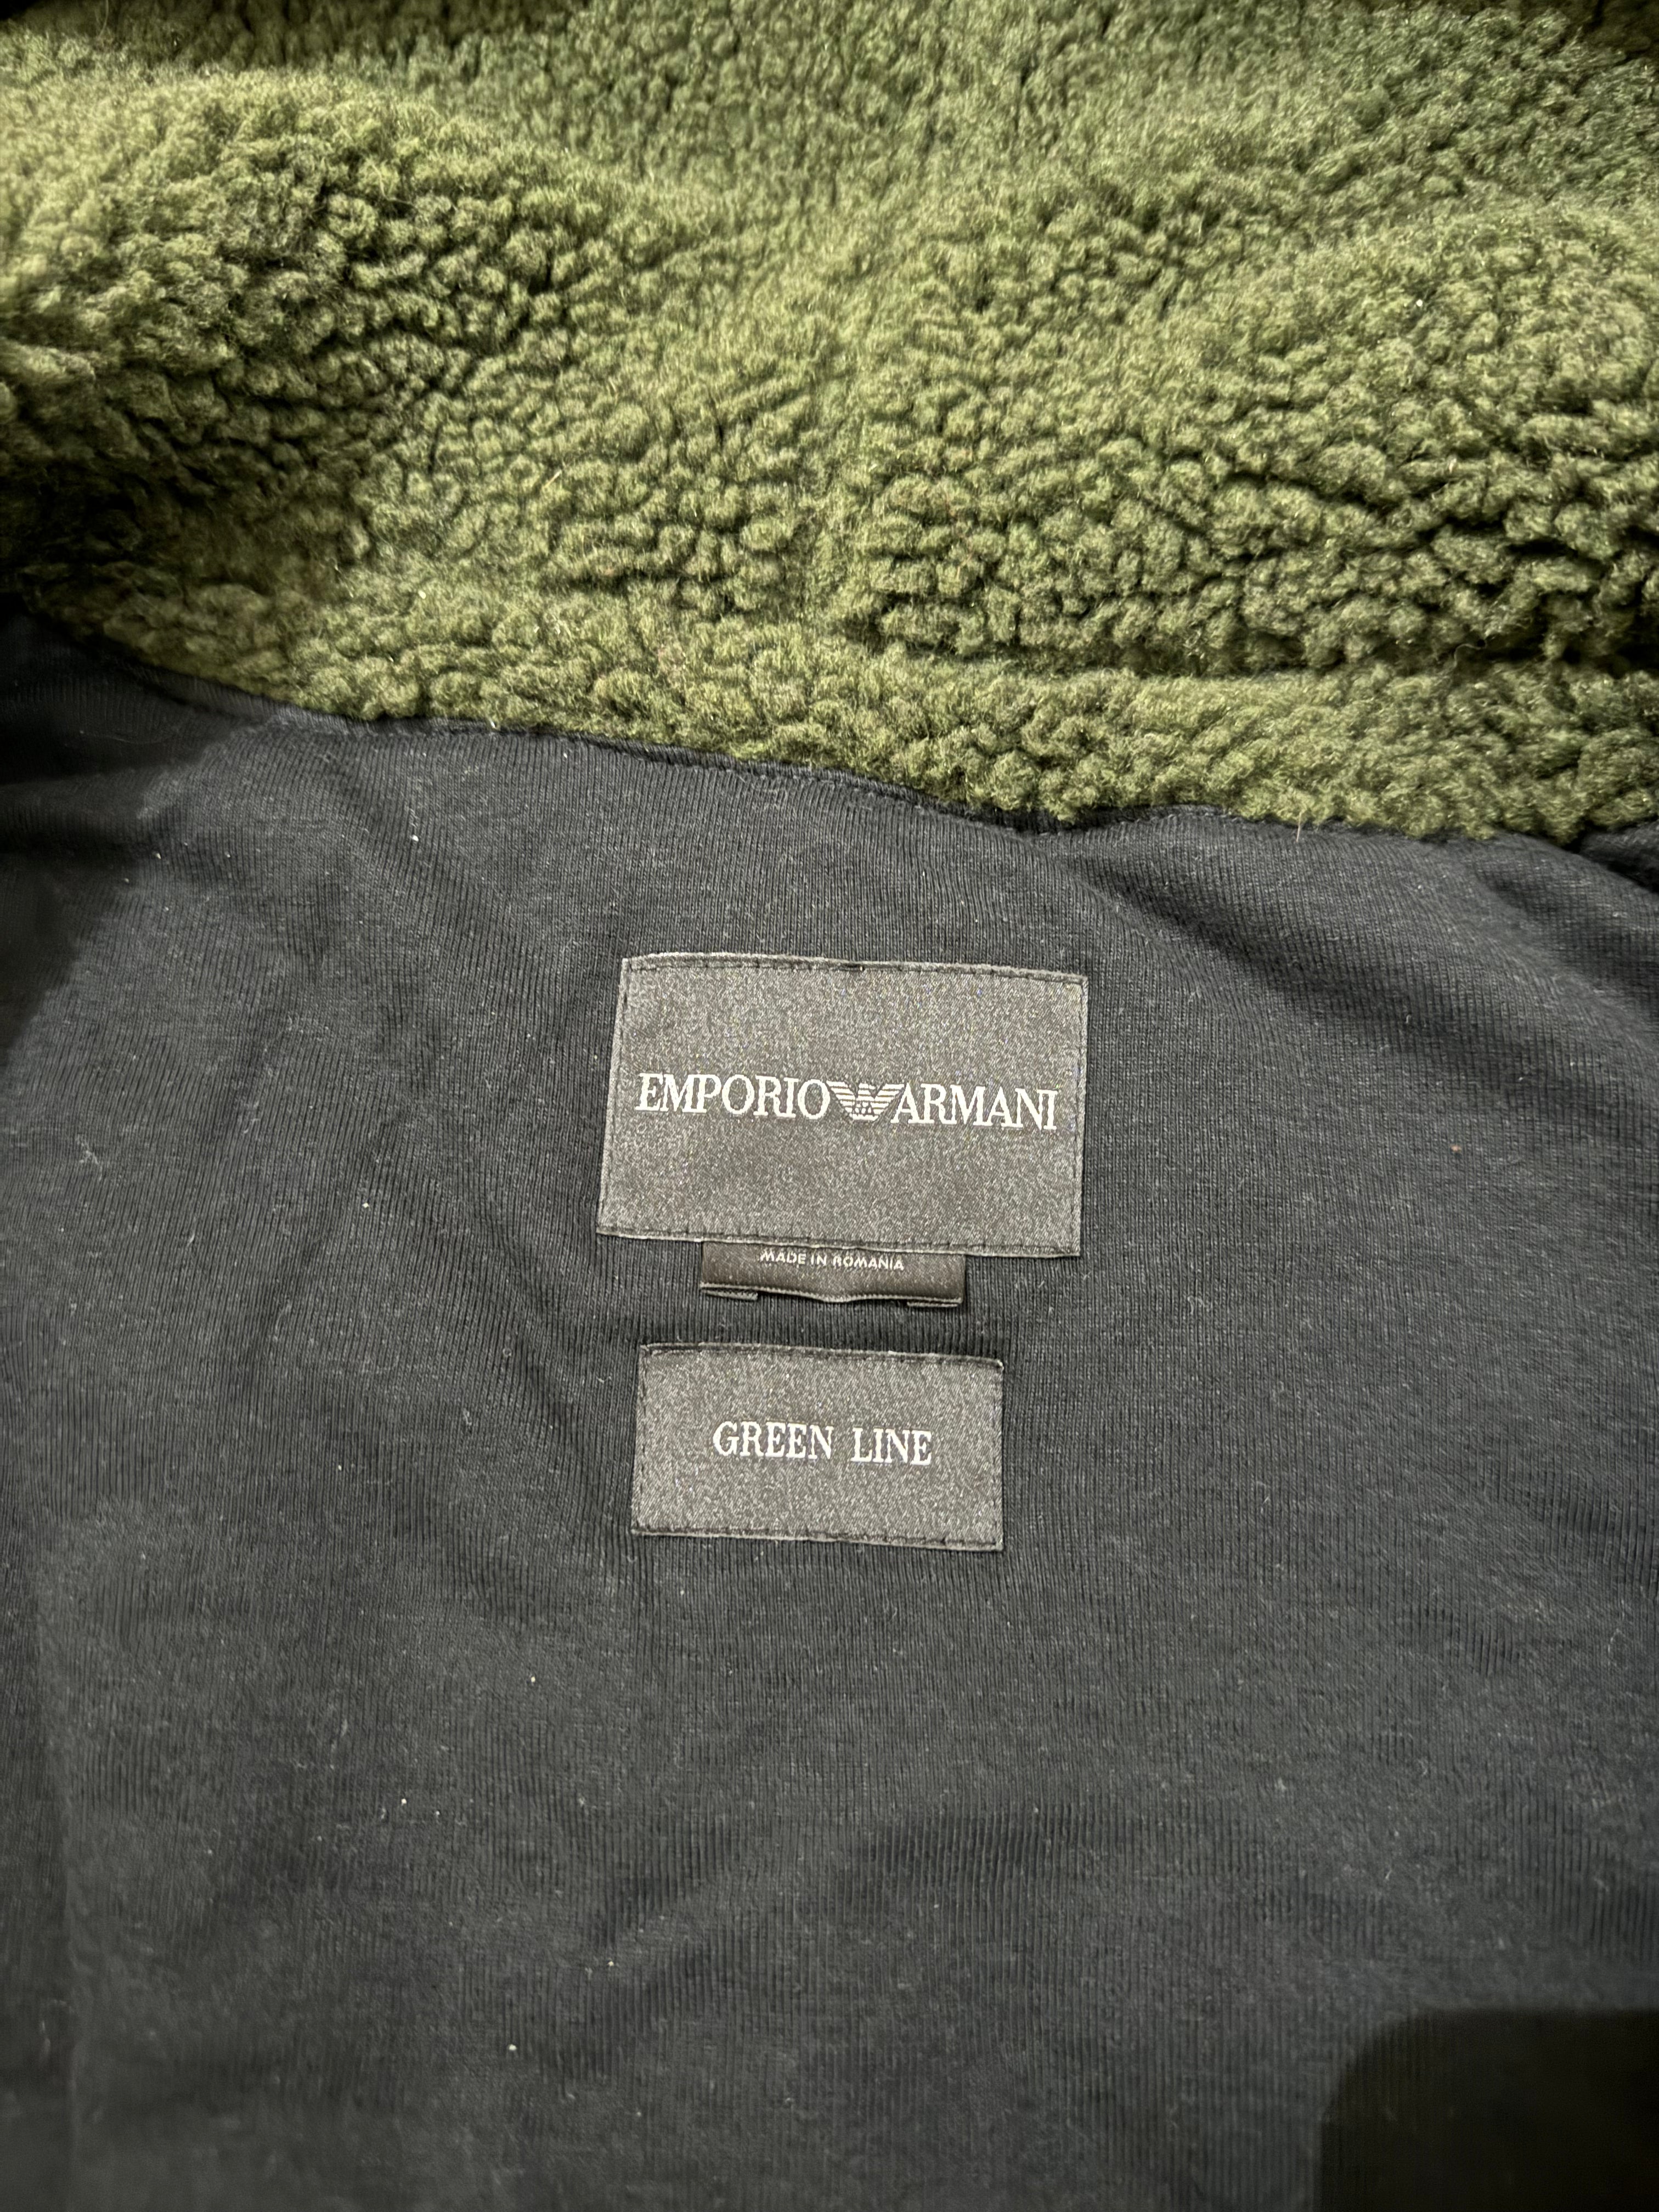 EMPORIO ARMANI
MADE IN ROMANIA
GREEN LINE